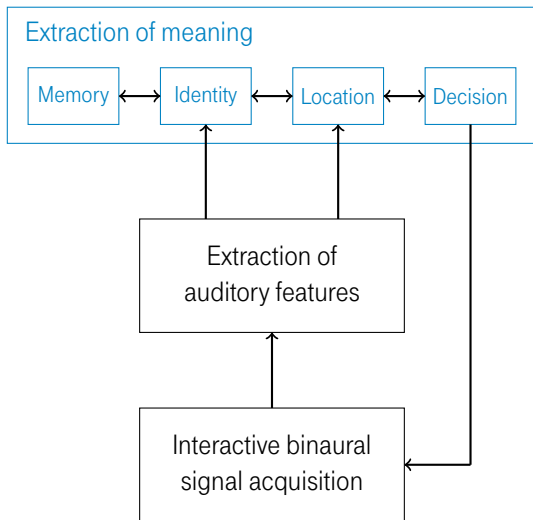 Extraction of meaning
Memory
Identity
Location
Decision
Extraction of
auditory features
Interactive binaural
signal acquisition